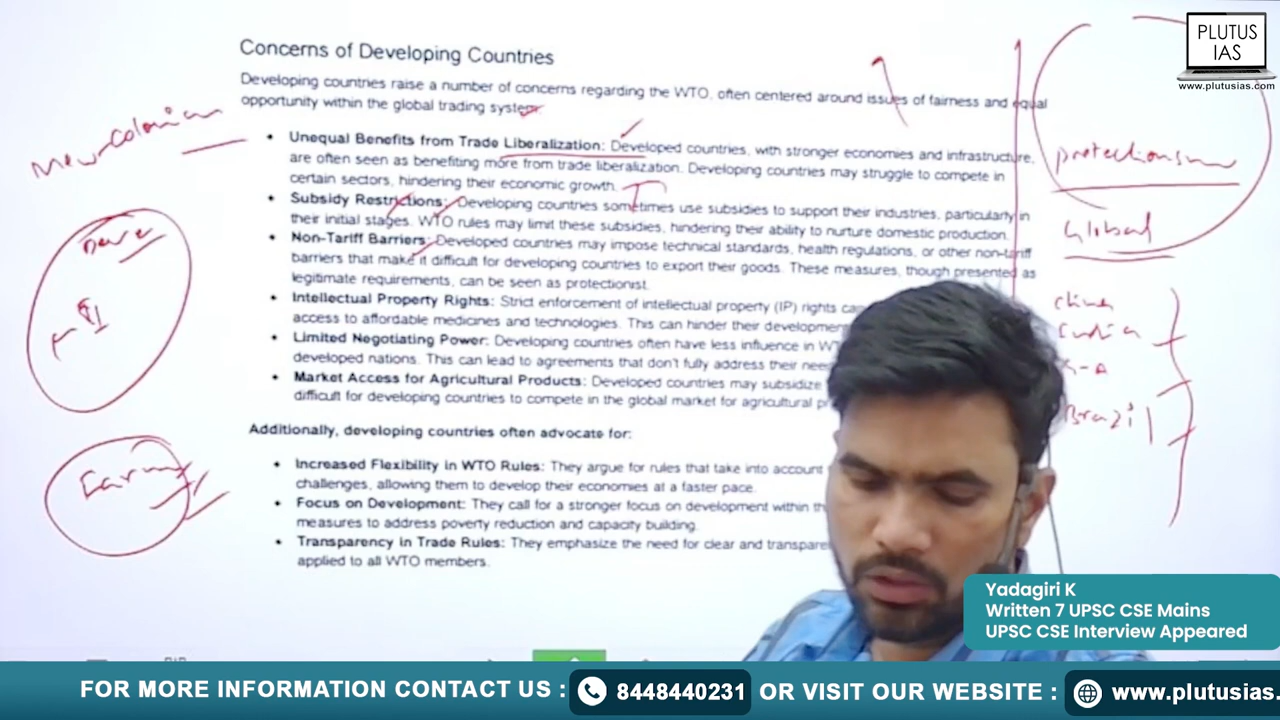 PLUTUS
IAS
www.plutusias.com
Concerns of Developing Countries
Developing countries raise a number of concerns regarding the WTO, often centered around issues of fairness and equal
opportunity within the global trading system.
• Unequal Benefits from Trade Liberalization: Developed countries, with stronger economies and infrastructure,
are often seen as benefiting more from trade liberalization. Developing countries may struggle to compete in
certain sectors, hindering their economic growth.
• Subsidy Restrictions: Developing countries sometimes use subsidies to support their industries, particularly in
their initial stages. WTO rules may limit these subsidies, hindering their ability to nurture domestic production.
• Non-Tariff Barriers: Developed countries may impose technical standards, health regulations, or other non-tariff
barriers that make it difficult for developing countries to export their goods. These measures, though presented as
legitimate requirements, can be seen as protectionist.
• Intellectual Property Rights: Strict enforcement of intellectual property (IP) rights
access to affordable medicines and technologies. This can hinder their
• Limited Negotiating Power: Developing countries often have less influence in
developed nations. This can lead to agreements that don't fully address their
• Market Access for Agricultural Products: Developed countries may subsidize
difficult for developing countries to compete in the global market for agricultural
Additionally, developing countries often advocate for:
• Increased Flexibility in WTO Rules: They argue for rules that take into account
challenges, allowing them to develop their economies at a faster pace.
• Focus on Development: They call for a stronger focus on development within
measures to address poverty reduction and capacity building.
• Transparency in Trade Rules: They emphasize the need for clear and
applied to all WTO members.
Global
China
India
Brazil
Yadagiri K
Written 7 UPSC CSE Mains
UPSC CSE Interview Appeared
FOR MORE INFORMATION CONTACT US : 8448440231 OR VISIT OUR WEBSITE : www.plutusias.